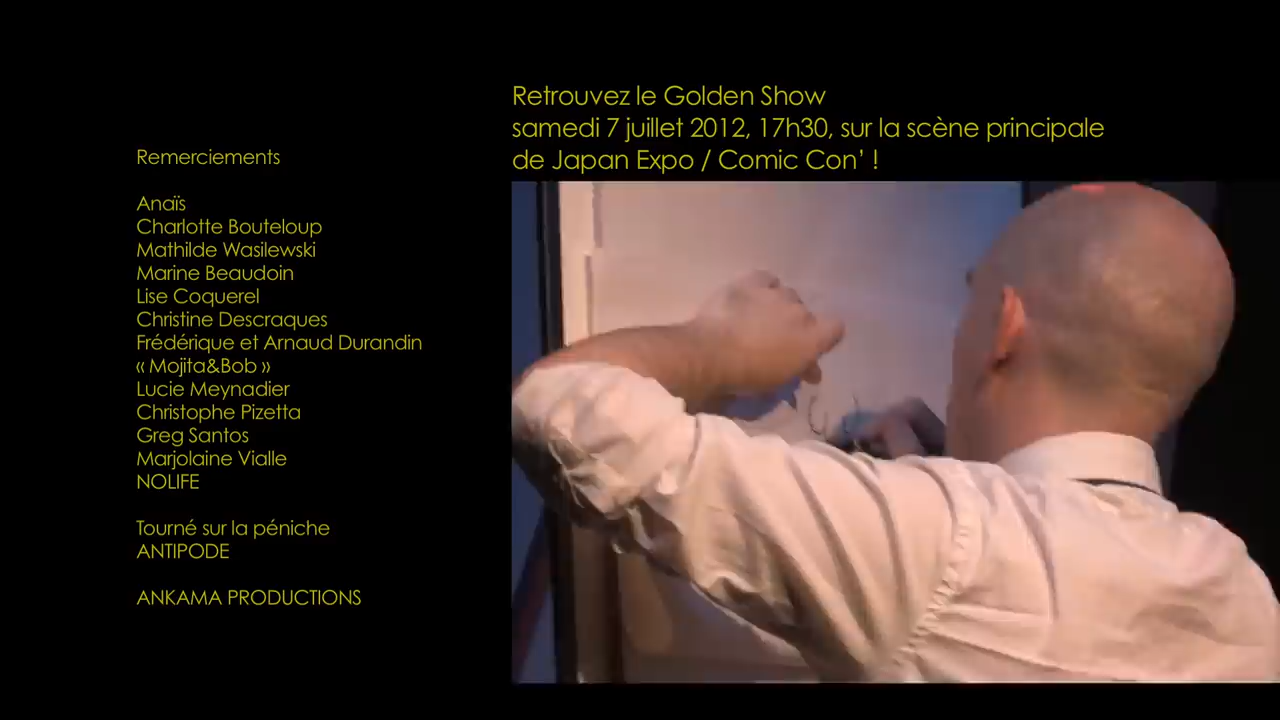 Retrouvez le Golden Show
samedi 7 juillet 2012, 17h30, sur la scène principale
de Japan Expo / Comic Con’ !
Remerciements
Anaïs
Charlotte Bouteloup
Mathilde Wasilewski
Marine Beaudoin
Lise Coquerel
Christine Descraques
Frédérique et Arnaud Durandin
« Mojita&Bob »
Lucie Meynadier
Christophe Pizetta
Greg Santos
Marjolaine Vialle
NOLIFE
Tourné sur la péniche
ANTIPODE
ANKAMA PRODUCTIONS